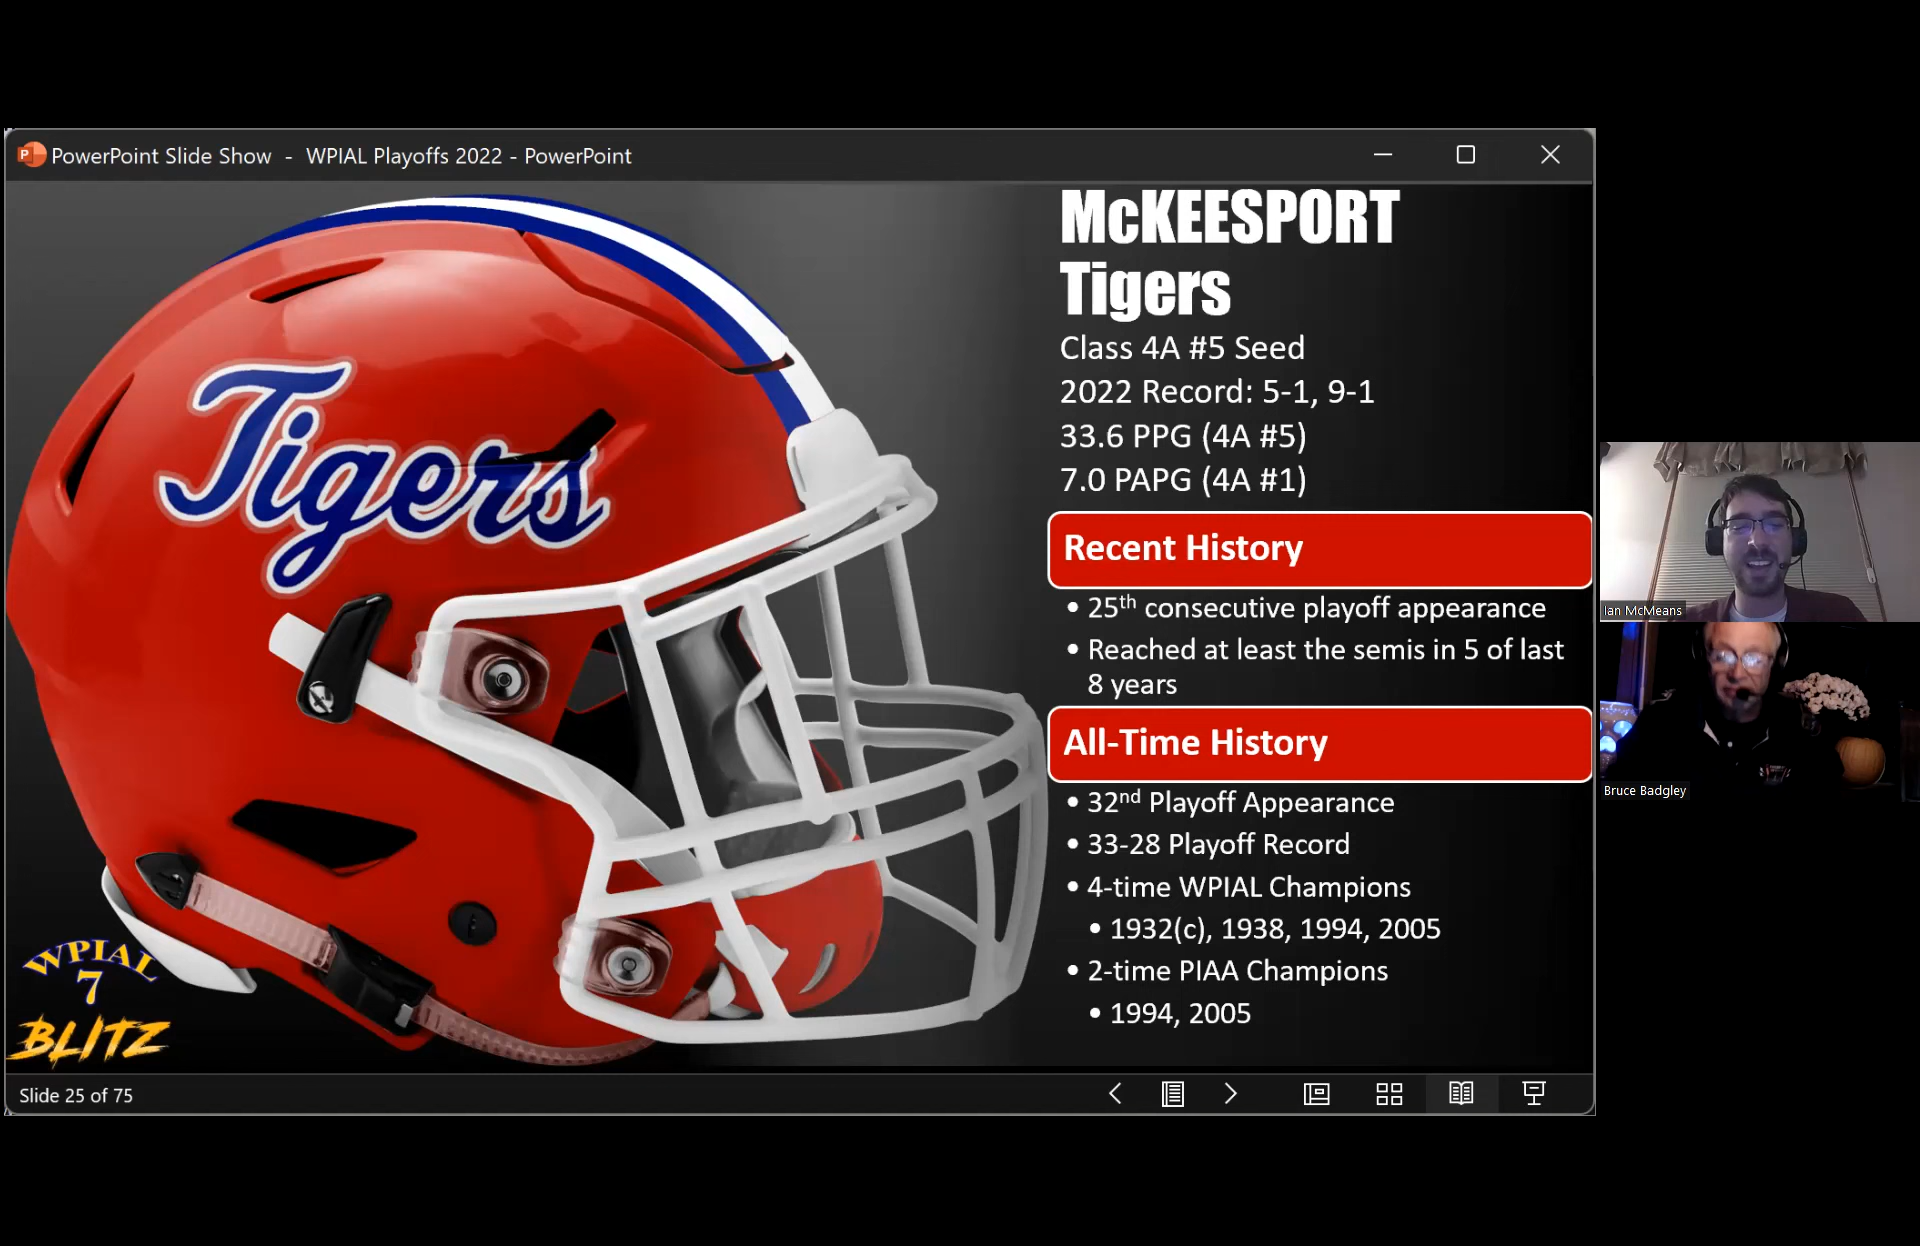 PowerPoint Slide Show - WPIAL Playoffs 2022 - PowerPoint
McKEESPORT
Tigers
Class 4A #5 Seed
2022 Record: 5-1, 9-1
33.6 PPG (4A #5)
7.0 PAPG (4A #1)
Recent History
• 25th consecutive playoff appearance
• Reached at least the semis in 5 of last
8 years
All-Time History
• 32nd Playoff Appearance
• 33-28 Playoff Record
• 4-time WPIAL Champions
• 1932(c), 1938, 1994, 2005
• 2-time PIAA Champions
• 1994, 2005
Tigers
WPIAL
7
BLITZ
Slide 25 of 75
Ian McMeans
Bruce Badgley